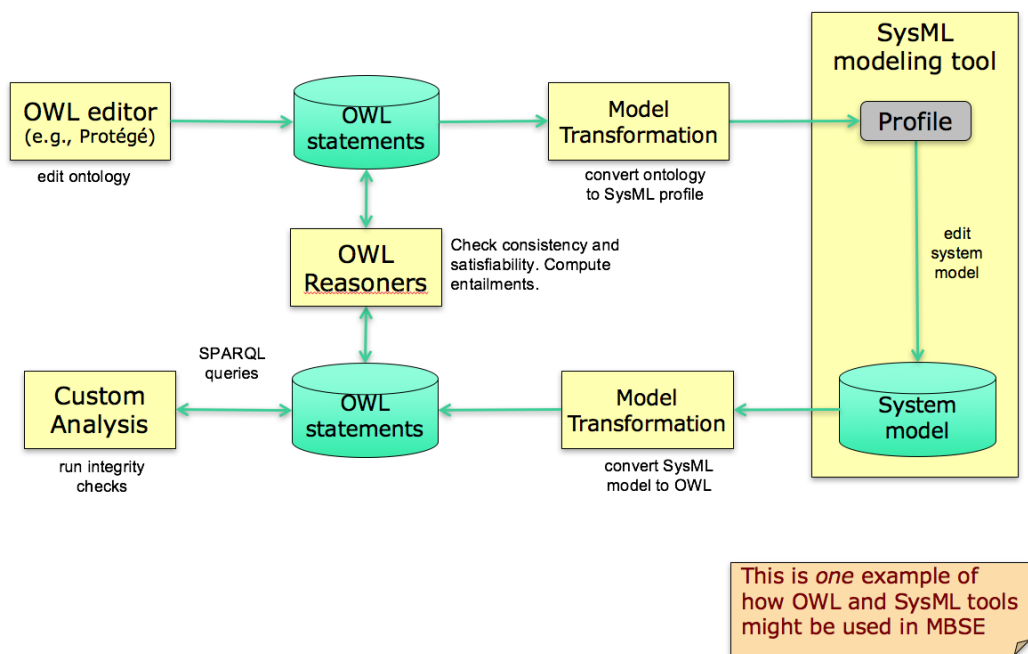 SysML
modeling tool
OWL editor
(e.g., Protégé)
edit ontology
OWL
statements
Model
Transformation
convert ontology
to SysML profile
Profile
edit
system
model
OWL
Reasoners
Check consistency and
satisfiability. Compute
entailments.
SPARQL
queries
Custom
Analysis
run integrity
checks
OWL
statements
Model
Transformation
convert SysML
model to OWL
System
model
This is one example of
how OWL and SysML tools
might be used in MBSE